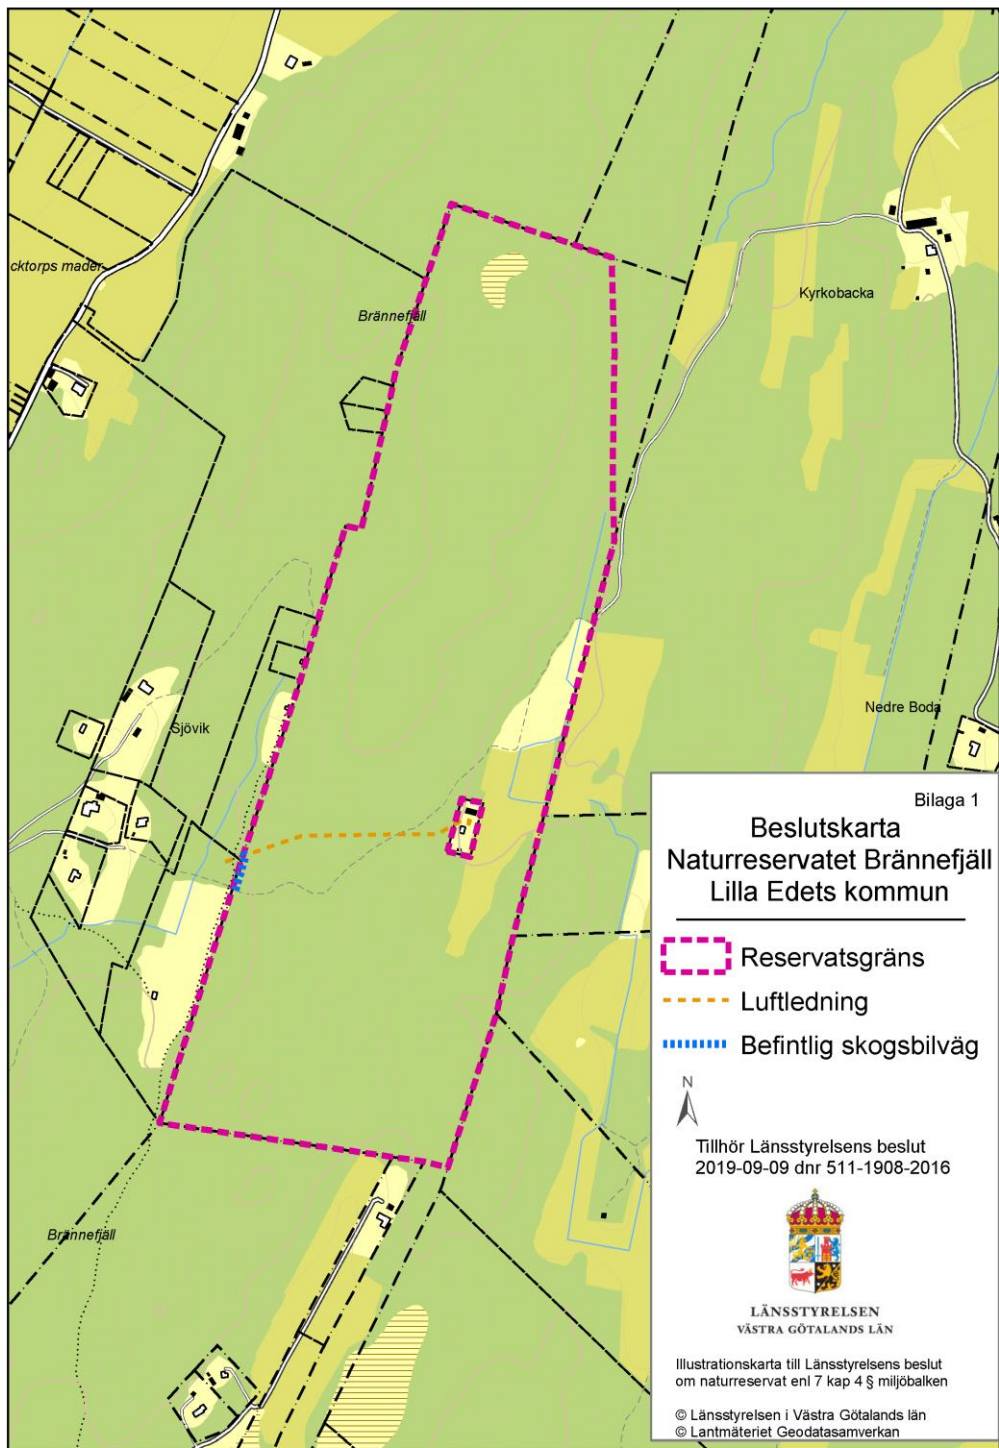 cktorps mader
Brännefjäll
Kyrkobacka
Sjövik
Nedre Boda
Brännefjäll
Bilaga 1
Beslutskarta
Naturreservatet Brännefjäll
Lilla Edets kommun
Reservatsgräns
Luftledning
Befintlig skogsbilväg
N
Tillhör Länsstyrelsens beslut
2019-09-09 dnr 511-1908-2016
LÄNSSTYRELSEN
VÄSTRA GÖTALANDS LÄN
Illustrationskarta till Länsstyrelsens beslut
om naturreservat enl 7 kap 4 § miljöbalken
© Länsstyrelsen i Västra Götalands län
© Lantmäteriet Geodatasamverkan